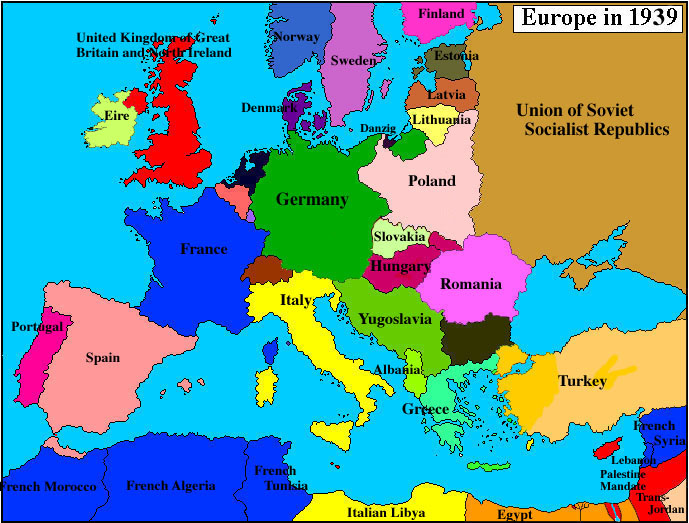 Europe in 1939
Finland
United Kingdom of Great
Britain and North Ireland
Norway
Sweden
Estonia
Latvia
Union of Soviet
Socialist Republics
Denmark
Eire
Lithuania
Danzig
Germany
Poland
Slovakia
France
Hungary
Romania
Italy
Yugoslavia
Portugal
Spain
Albania
Turkey
Greece
French
Syria
Lebanon
Palestine
Mandate
Trans-
Jordan
French Morocco
French Algeria
French
Tunisia
Italian Libya
Egypt